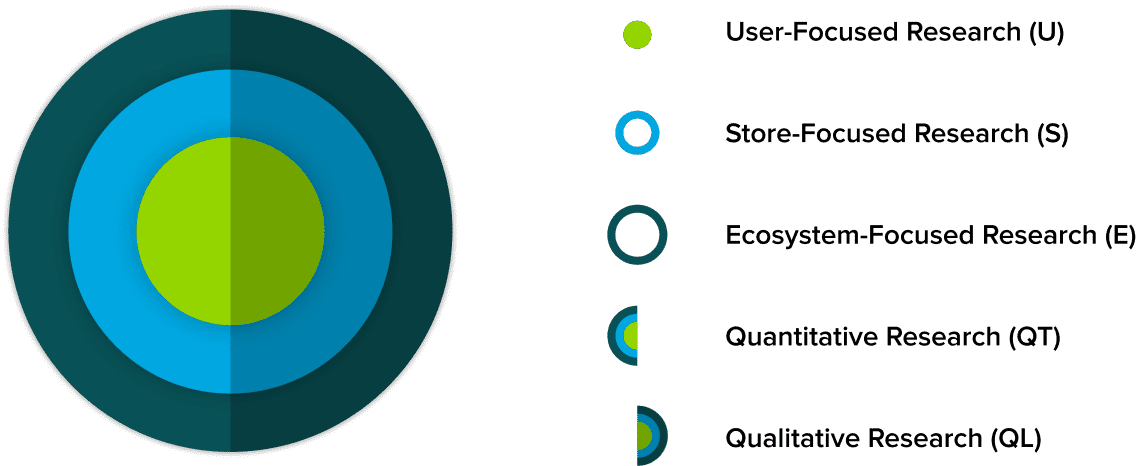 User-Focused Research (U)
Store-Focused Research (S)
Ecosystem-Focused Research (E)
Quantitative Research (QT)
Qualitative Research (QL)